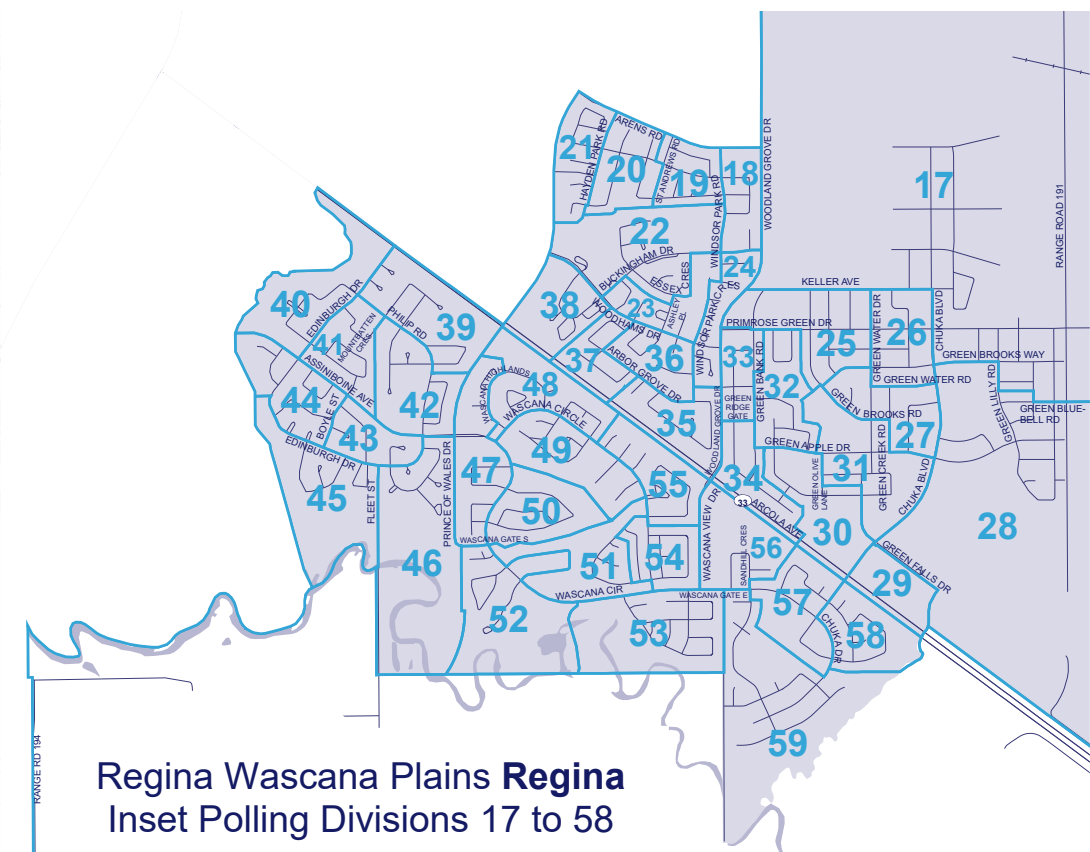 ARENS RD
21
HAYDEN PARK RD
20
ST ANDREWS RD
19
18
WINDSOR PARK RD
WOODLAND GROVE DR
17
RANGE ROAD 191
22
BUCKINGHAM DR
ESSEX
CRES
24
KELLER AVE
40
EDINBURGH DR
41
MOUNTBATTEN
CRES
PHILIP RD
39
38
WOODHAMS DR
23
ASHLEY
PL
WINDSOR PARK CRES
PRIMROSE GREEN DR
25
GREEN WATER DR
26
CHUKA BLVD
GREEN BROOKS WAY
37
ARBOR GROVE DR
36
33
GREEN BANK RD
32
GREEN WATER RD
GREEN LILLY RD
ASSINIBOINE AVE
44
BOYLE ST
43
42
WASCANA HIGHLANDS
48
WASCANA CIRCLE
35
WOODLAND GROVE DR
GREEN
RIDGE
GATE
GREEN BROOKS RD
27
GREEN BLUE-
BELL RD
EDINBURGH DR
45
FLEET ST
PRINCE OF WALES DR
47
49
55
34
GREEN APPLE DR
31
GREEN OLIVE
LANE
GREEN CREEK RD
CHUKA BLVD
33
ARCOLA AVE
30
28
50
WASCANA GATE S
46
51
54
WASCANA VIEW DR
SANDHILL CRES
56
GREEN FALLS DR
29
WASCANA CIR
52
53
WASCANA GATE E
57
CHUKA DR
58
59
RANGE RD 194
Regina Wascana Plains Regina
Inset Polling Divisions 17 to 58